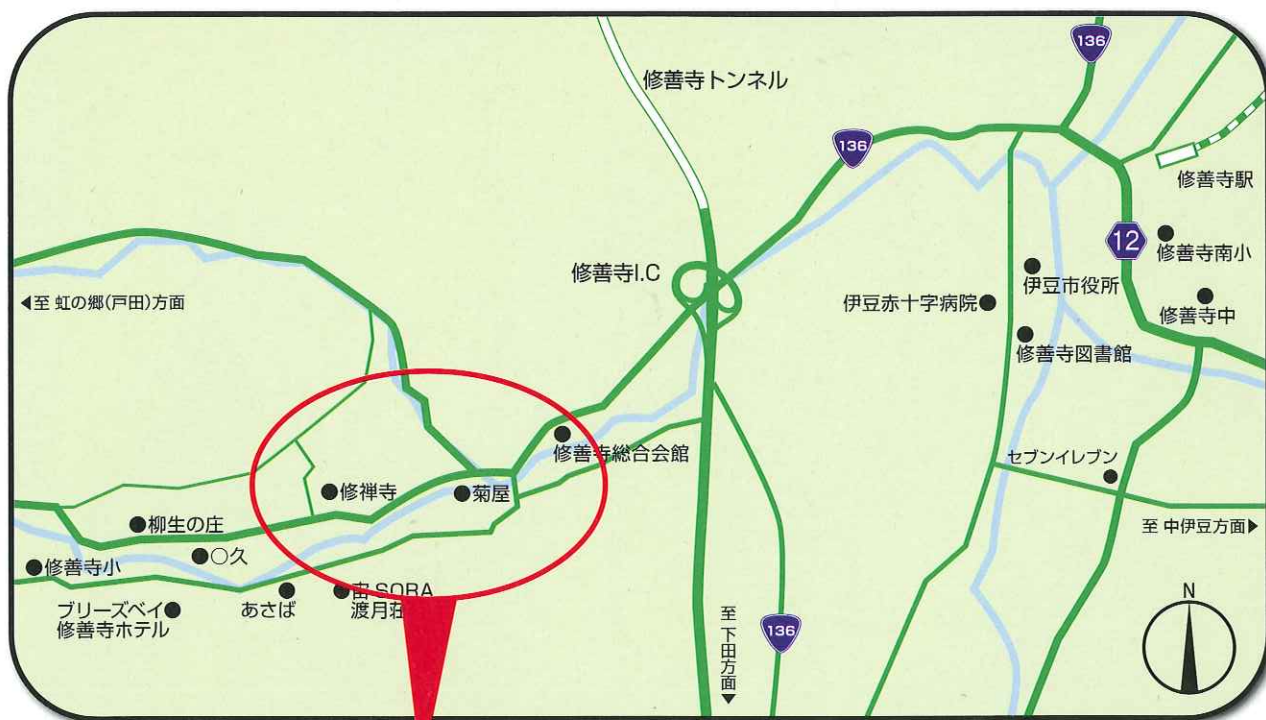 136
修善寺トンネル
136
修善寺駅
12
修善寺南小
修善寺I.C
伊豆市役所
◀至 虹の郷(戸田)方面
伊豆赤十字病院
修善寺中
修善寺図書館
修善寺総合会館
セブンイレブン
修禅寺
菊屋
柳生の庄
至 中伊豆方面▶
○久
修善寺小
宙 SORA
渡月荘
あさば
ブリーズベイ
修善寺ホテル
至 下田方面▼
136
N